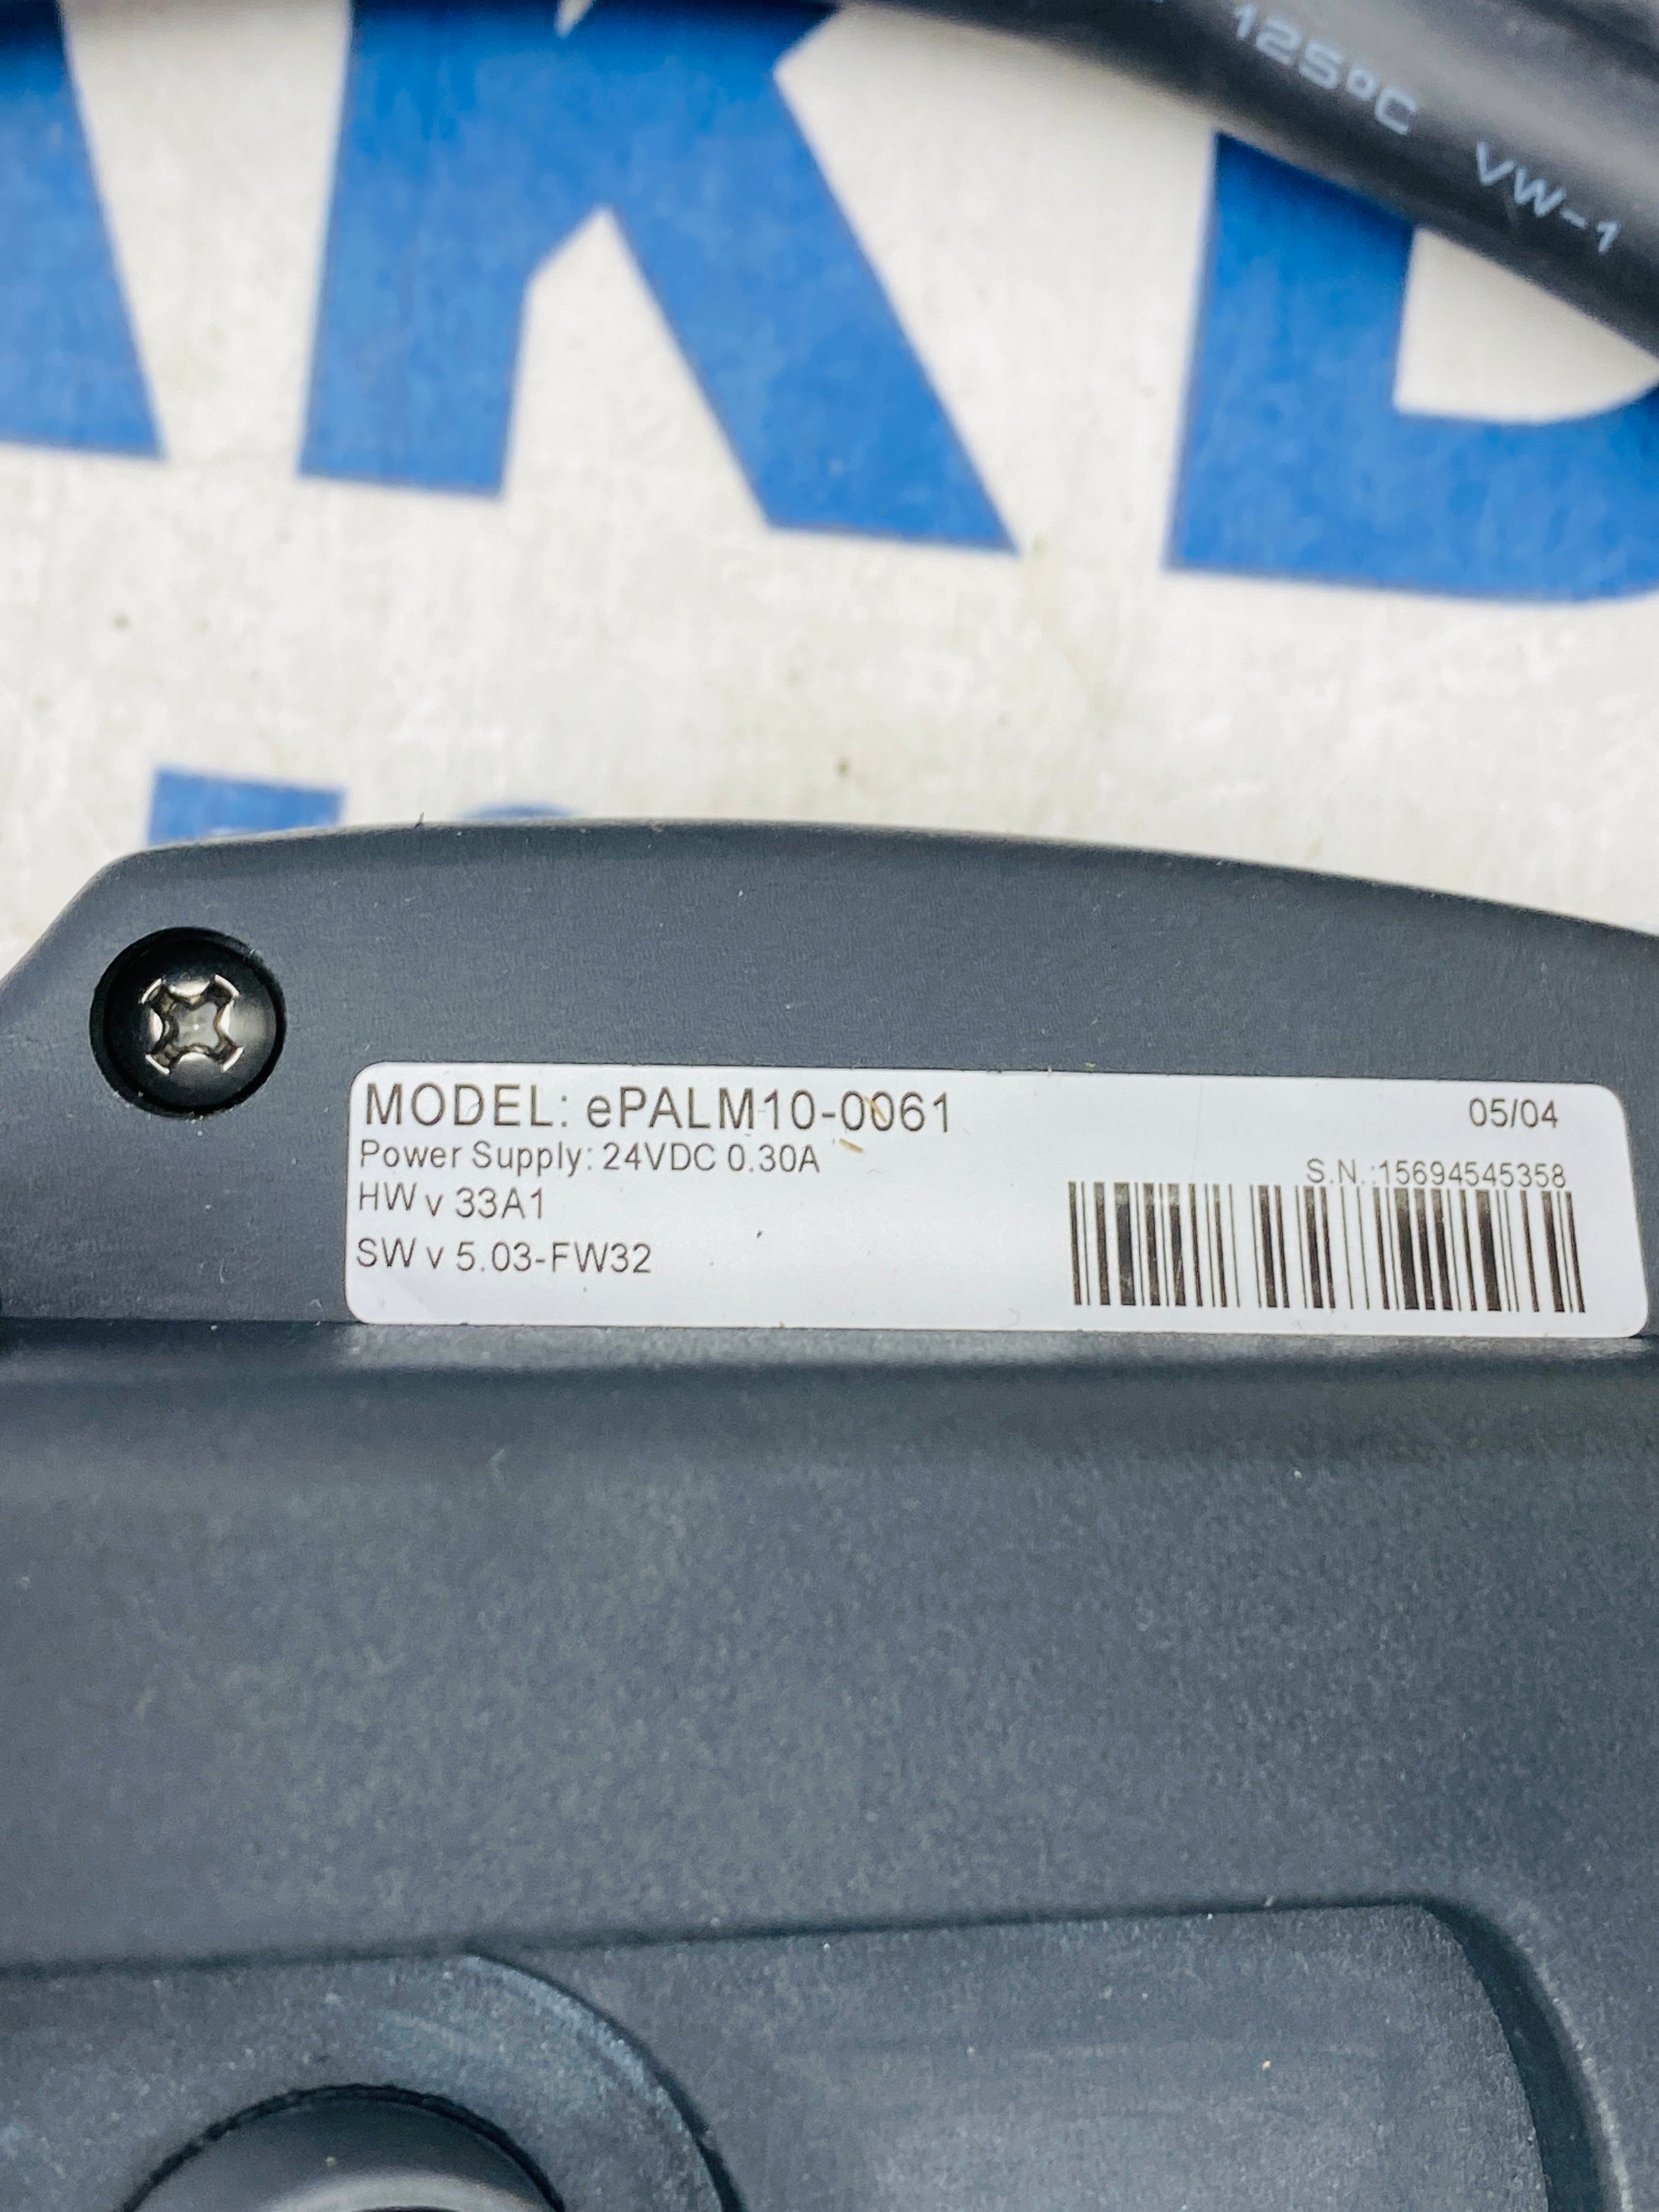 125°C VW-1
KD
MODEL: ePALM10-0061
05/04
Power Supply: 24VDC 0.30A
S.N.:15694545358
HW v 33A1
SW v 5.03-FW32